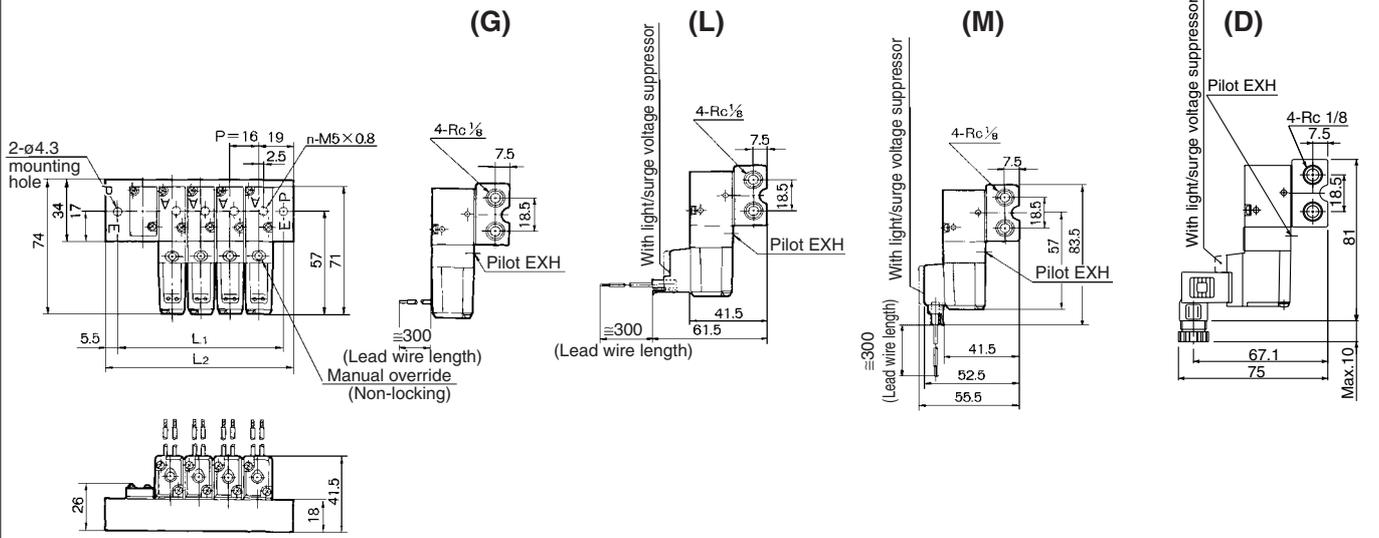 (G)
(L)
(M)
(D)
2-ø4.3
mounting
hole
P=16
19
n-M5×0.8
2.5
74
34
17
P
E
A
A
A
A
P
E
57
71
5.5
L1
L2
Manual override
(Non-locking)
26
18
41.5
4-Rc⅛
7.5
18.5
Pilot EXH
≅300
(Lead wire length)
With light/surge voltage suppressor
4-Rc⅛
7.5
18.5
Pilot EXH
41.5
≅300
61.5
(Lead wire length)
With light/surge voltage suppressor
4-Rc⅛
7.5
18.5
57
83.5
Pilot EXH
≅300
(Lead wire length)
41.5
52.5
55.5
With light/surge voltage suppressor
Pilot EXH
4-Rc 1/8
7.5
18.5
81
67.1
75
Max.10